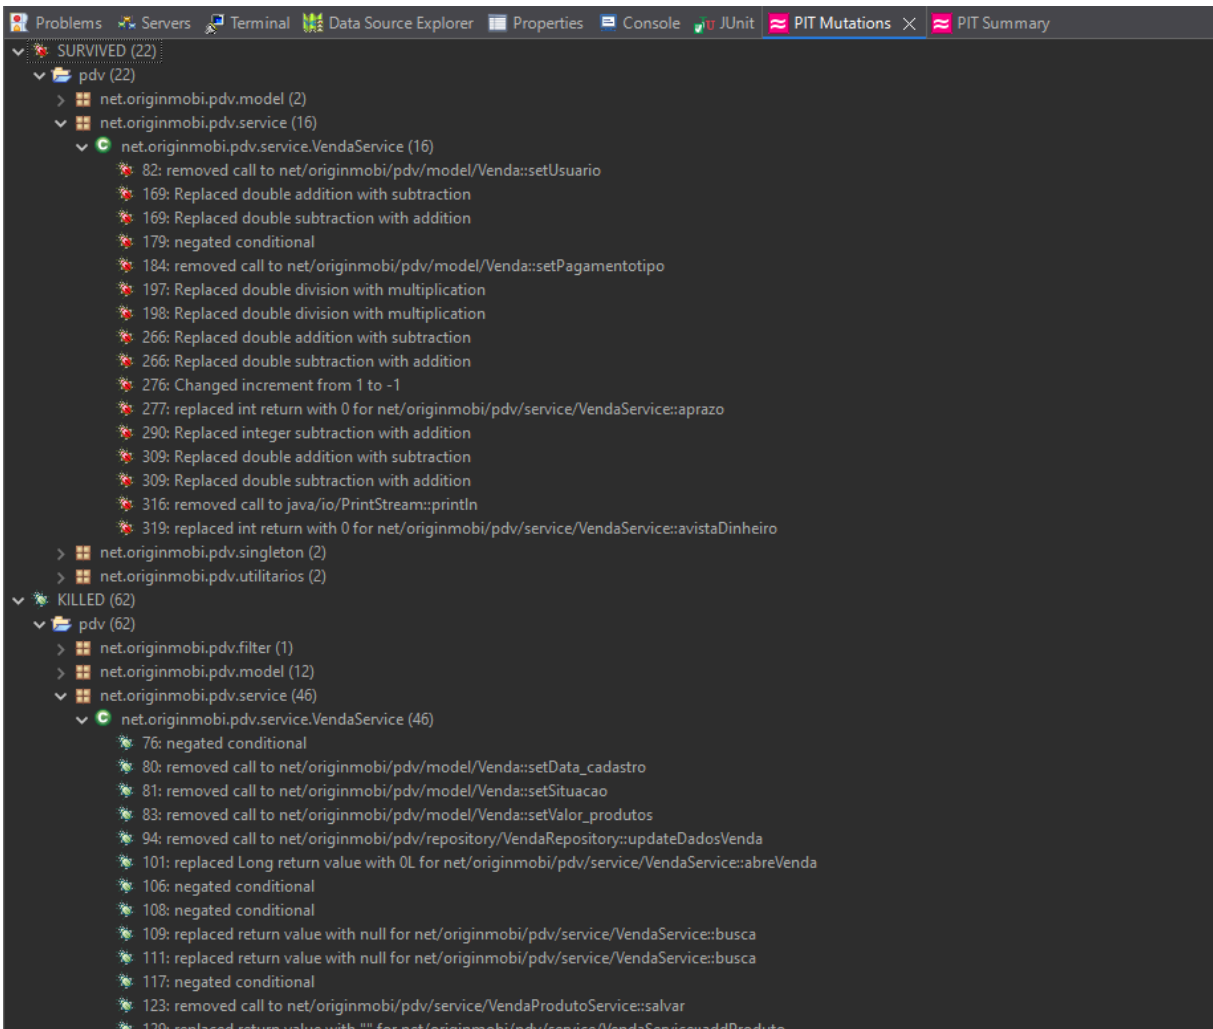 Problems Servers Terminal Data Source Explorer Properties Console JUnit PIT Mutations PIT Summary
SURVIVED (22)
pdv (22)
net.originmobi.pdv.model (2)
net.originmobi.pdv.service (16)
net.originmobi.pdv.service.VendaService (16)
82: removed call to net/originmobi/pdv/model/Venda::setUsuario
169: Replaced double addition with subtraction
169: Replaced double subtraction with addition
179: negated conditional
184: removed call to net/originmobi/pdv/model/Venda::setPagamentotipo
197: Replaced double division with multiplication
198: Replaced double division with multiplication
266: Replaced double addition with subtraction
266: Replaced double subtraction with addition
276: Changed increment from 1 to -1
277: replaced int return with 0 for net/originmobi/pdv/service/VendaService::aprazo
290: Replaced integer subtraction with addition
309: Replaced double addition with subtraction
309: Replaced double subtraction with addition
316: removed call to java/io/PrintStream::println
319: replaced int return with 0 for net/originmobi/pdv/service/VendaService::avistaDinheiro
net.originmobi.pdv.singleton (2)
net.originmobi.pdv.utilitarios (2)
KILLED (62)
pdv (62)
net.originmobi.pdv.filter (1)
net.originmobi.pdv.model (12)
net.originmobi.pdv.service (46)
net.originmobi.pdv.service.VendaService (46)
76: negated conditional
80: removed call to net/originmobi/pdv/model/Venda::setData_cadastro
81: removed call to net/originmobi/pdv/model/Venda::setSituacao
83: removed call to net/originmobi/pdv/model/Venda::setValor_produtos
94: removed call to net/originmobi/pdv/repository/VendaRepository::updateDadosVenda
101: replaced Long return value with 0L for net/originmobi/pdv/service/VendaService::abreVenda
106: negated conditional
108: negated conditional
109: replaced return value with null for net/originmobi/pdv/service/VendaService::busca
111: replaced return value with null for net/originmobi/pdv/service/VendaService::busca
117: negated conditional
123: removed call to net/originmobi/pdv/service/VendaProdutoService::salvar
replaced return value with "" for net/originmobi/pdv/service/VendaService::addProduto